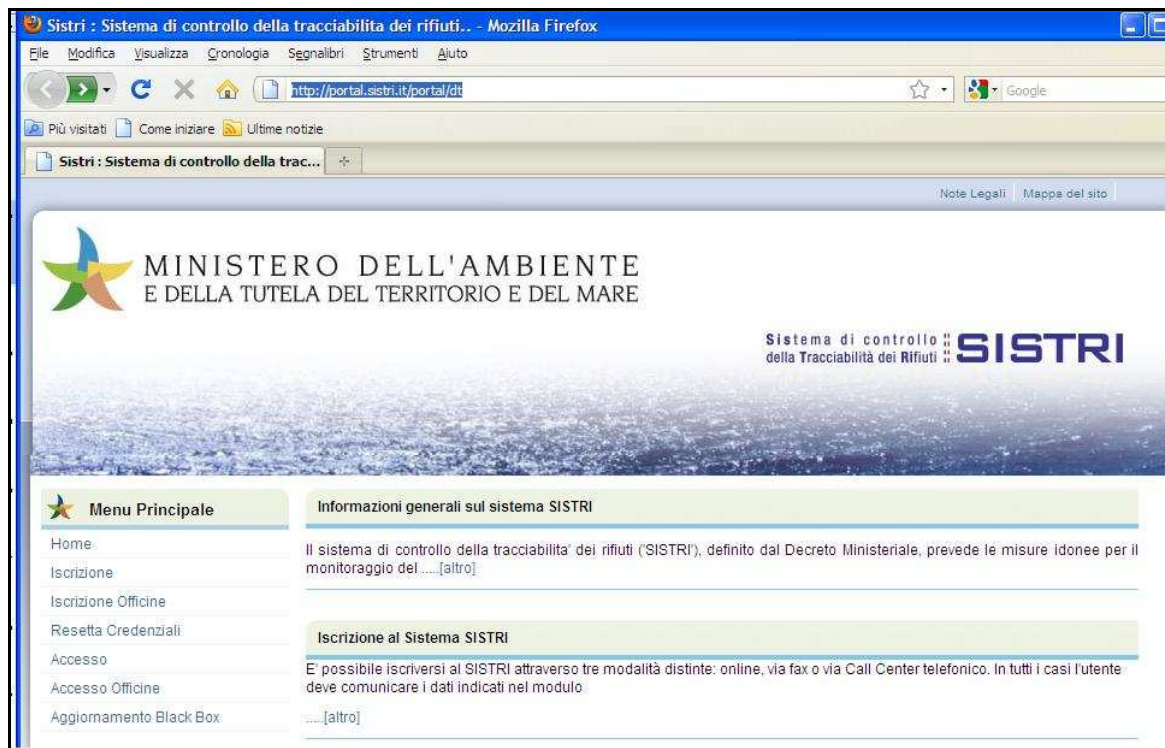 Sistri : Sistema di controllo della tracciabilita dei rifiuti.. - Mozilla Firefox
File Modifica Visualizza Cronologia Segnalibri Strumenti Aiuto
http://portal.sistri.it/portal/dt
Google
Più visitati Come iniziare Ultime notizie
Sistri : Sistema di controllo della trac...
Note Legali Mappa del sito
MINISTERO DELL'AMBIENTE
E DELLA TUTELA DEL TERRITORIO E DEL MARE
Sistema di controllo
della Tracciabilità dei Rifiuti
SISTRI
Menu Principale
Home
Iscrizione
Iscrizione Officine
Resetta Credenziali
Accesso
Accesso Officine
Aggiornamento Black Box
Informazioni generali sul sistema SISTRI
Il sistema di controllo della tracciabilita' dei rifiuti ('SISTRI'), definito dal Decreto Ministeriale, prevede le misure idonee per il
monitoraggio del .....[altro]
Iscrizione al Sistema SISTRI
E' possibile iscriversi al SISTRI attraverso tre modalità distinte: online, via fax o via Call Center telefonico. In tutti i casi l'utente
deve comunicare i dati indicati nel modulo
.....[altro]